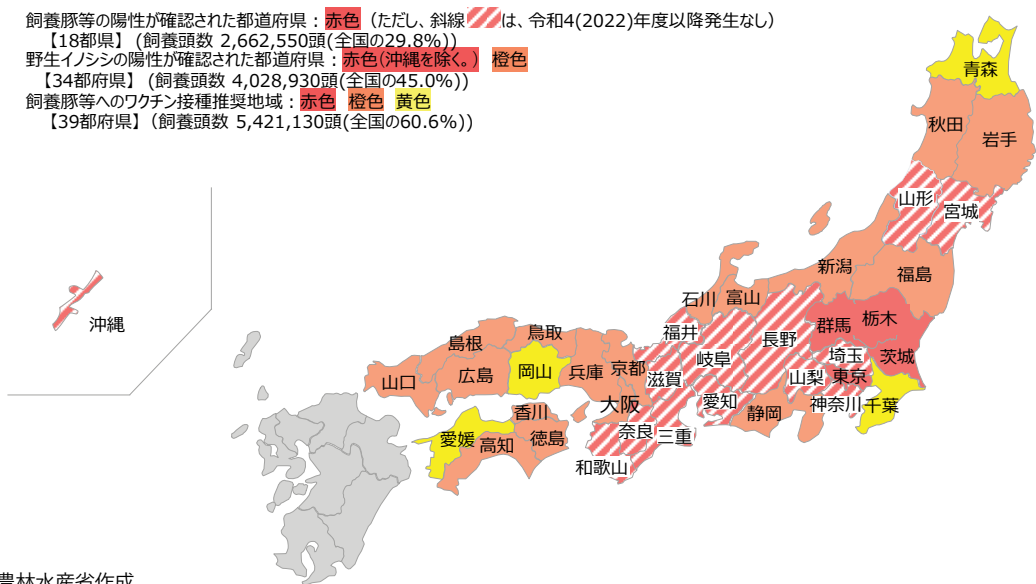 飼養豚等の陽性が確認された都道府県：赤色（ただし、斜線は、令和4(2022)年度以降発生なし）
【18都県】（飼養頭数 2,662,550頭(全国の29.8%))
野生イノシシの陽性が確認された都道府県：赤色(沖縄を除く。) 橙色
【34都府県】（飼養頭数 4,028,930頭(全国の45.0%))
飼養豚等へのワクチン接種推奨地域：赤色 橙色 黄色
【39都府県】（飼養頭数 5,421,130頭(全国の60.6%))
青森
秋田
岩手
山形
宮城
新潟
福島
石川
富山
沖縄
福井
長野
群馬
栃木
島根
鳥取
岐阜
埼玉
茨城
山口
広島
岡山
兵庫
京都
滋賀
山梨
東京
愛知
静岡
神奈川
千葉
香川
大阪
愛媛
高知
徳島
奈良
三重
和歌山
農林水産省作成